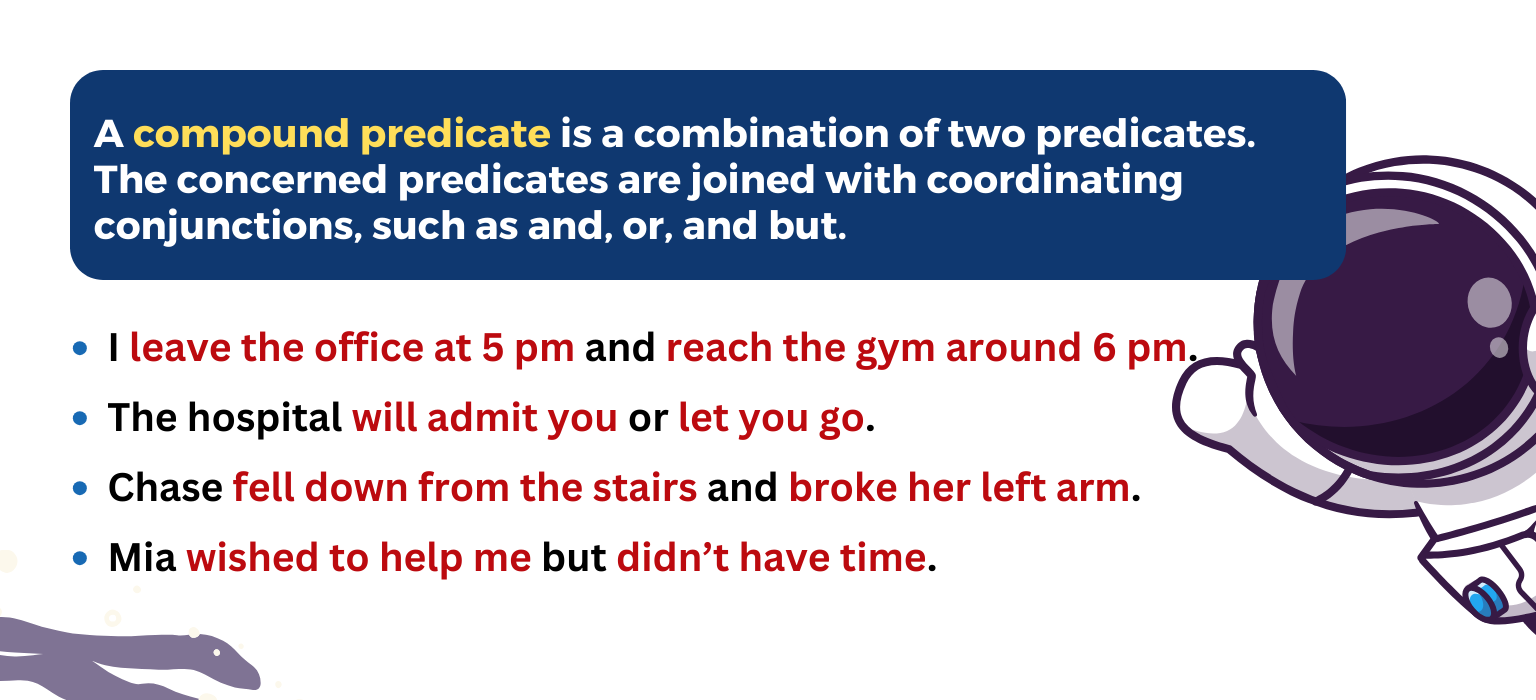 A compound predicate is a combination of two predicates.
The concerned predicates are joined with coordinating
conjunctions, such as and, or, and but.
• I leave the office at 5 pm and reach the gym around 6 pm.
• The hospital will admit you or let you go.
• Chase fell down from the stairs and broke her left arm.
• Mia wished to help me but didn’t have time.